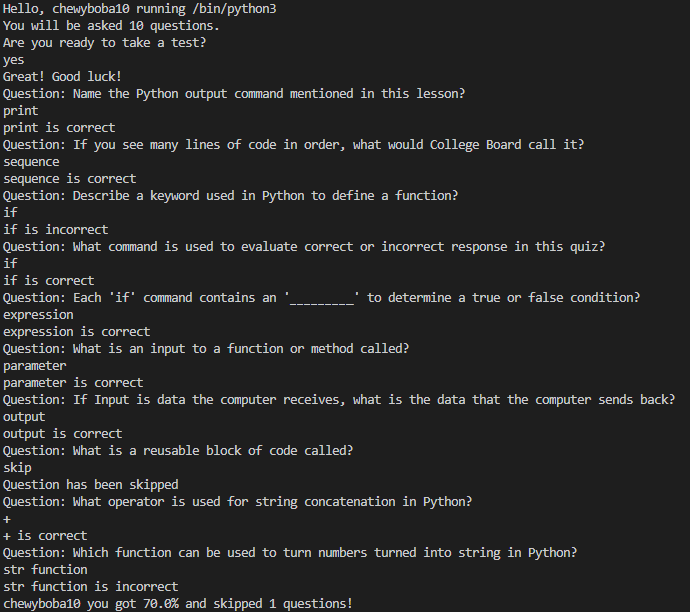 Hello, chewyboba10 running /bin/python3
You will be asked 10 questions.
Are you ready to take a test?
yes
Great! Good luck!
Question: Name the Python output command mentioned in this lesson?
print
print is correct
Question: If you see many lines of code in order, what would College Board call it?
sequence
sequence is correct
Question: Describe a keyword used in Python to define a function?
if
if is incorrect
Question: What command is used to evaluate correct or incorrect response in this quiz?
if
if is correct
Question: Each 'if' command contains an '_________' to determine a true or false condition?
expression
expression is correct
Question: What is an input to a function or method called?
parameter
parameter is correct
Question: If Input is data the computer receives, what is the data that the computer sends back?
output
output is correct
Question: What is a reusable block of code called?
skip
Question has been skipped
Question: What operator is used for string concatenation in Python?
+
+ is correct
Question: Which function can be used to turn numbers turned into string in Python?
str function
str function is incorrect
chewyboba10 you got 70.0% and skipped 1 questions!